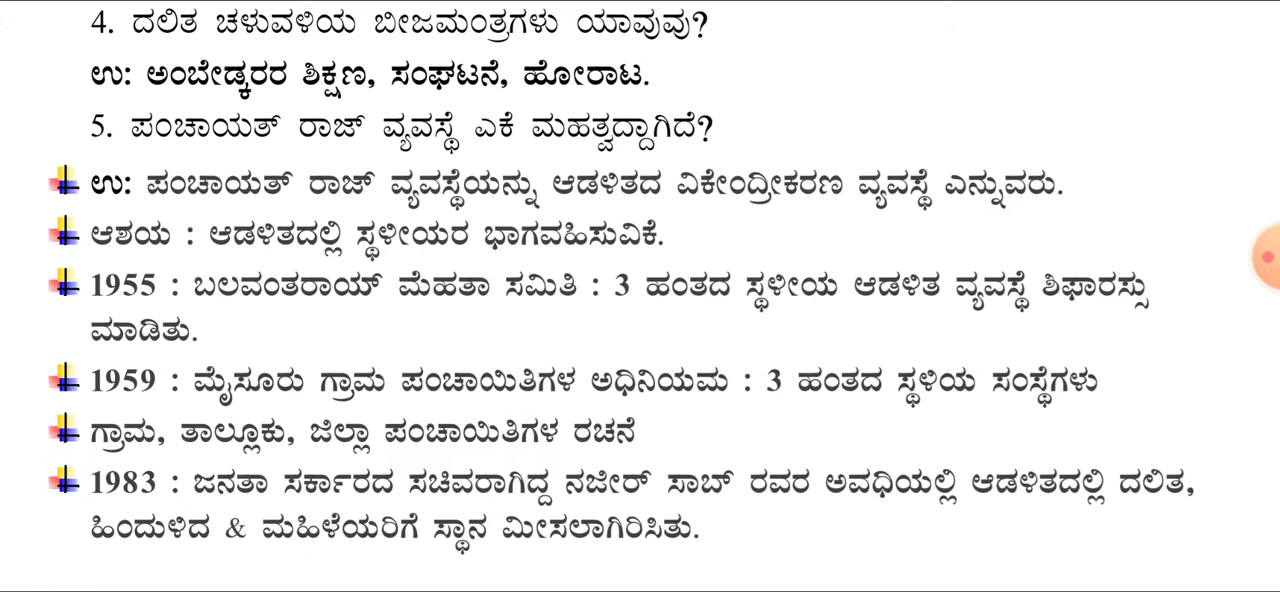 4. ದಲಿತ ಚಳುವಳಿಯ ಬೀಜಮಂತ್ರಗಳು ಯಾವುವು?
ಉ: ಅಂಬೇಡ್ಕರರ ಶಿಕ್ಷಣ, ಸಂಘಟನೆ, ಹೋರಾಟ.
5. ಪಂಚಾಯತ್ ರಾಜ್ ವ್ಯವಸ್ಥೆ ಎಕೆ ಮಹತ್ವದ್ದಾಗಿದೆ?
ಉ: ಪಂಚಾಯತ್ ರಾಜ್ ವ್ಯವಸ್ಥೆಯನ್ನು ಆಡಳಿತದ ವಿಕೇಂದ್ರೀಕರಣ ವ್ಯವಸ್ಥೆ ಎನ್ನುವರು.
ಆಶಯ : ಆಡಳಿತದಲ್ಲಿ ಸ್ಥಳೀಯರ ಭಾಗವಹಿಸುವಿಕೆ.
1955 : ಬಲವಂತರಾಯ್ ಮೆಹತಾ ಸಮಿತಿ : 3 ಹಂತದ ಸ್ಥಳೀಯ ಆಡಳಿತ ವ್ಯವಸ್ಥೆ ಶಿಫಾರಸ್ಸು
ಮಾಡಿತು.
1959 : ಮೈಸೂರು ಗ್ರಾಮ ಪಂಚಾಯಿತಿಗಳ ಅಧಿನಿಯಮ : 3 ಹಂತದ ಸ್ಥಳಿಯ ಸಂಸ್ಥೆಗಳು
ಗ್ರಾಮ, ತಾಲ್ಲೂಕು, ಜಿಲ್ಲಾ ಪಂಚಾಯಿತಿಗಳ ರಚನೆ
1983 : ಜನತಾ ಸರ್ಕಾರದ ಸಚಿವರಾಗಿದ್ದ ನಜೀರ್ ಸಾಬ್ ರವರ ಅವಧಿಯಲ್ಲಿ ಆಡಳಿತದಲ್ಲಿ ದಲಿತ,
ಹಿಂದುಳಿದ & ಮಹಿಳೆಯರಿಗೆ ಸ್ಥಾನ ಮೀಸಲಾಗಿರಿಸಿತು.